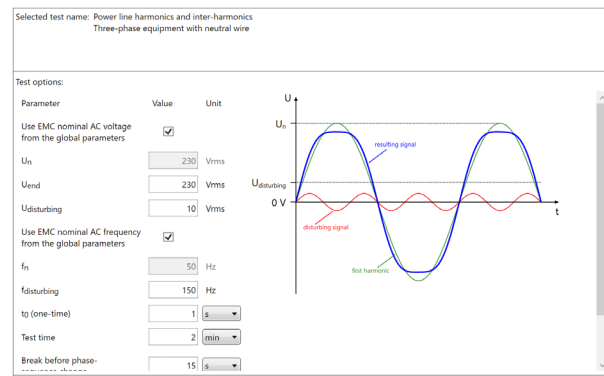 Selected test name: Power line harmonics and inter-harmonics
Three-phase equipment with neutral wire
Test options:
Parameter Value Unit
Use EMC nominal AC voltage
from the global parameters
Un 230 Vrms
Uend 230 Vrms
Udisturbing 10 Vrms
Use EMC nominal AC frequency
from the global parameters
fn 50 Hz
fdisturbing 150 Hz
t0 (one-time) 1 s
Test time 2 min
Break before phase-
sequence change 15 s
U
Un
resulting signal
Udisturbing
0 V
t
disturbing signal
first harmonic